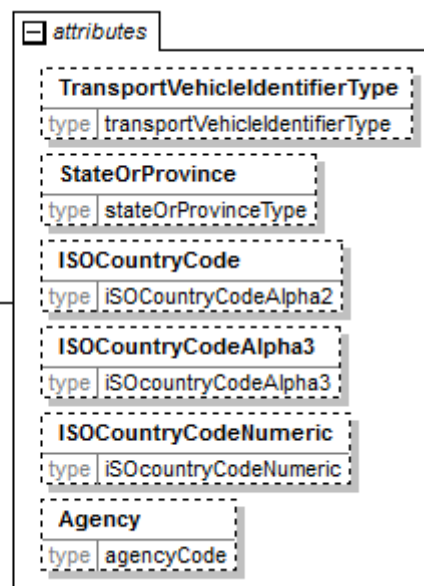 attributes
TransportVehicleIdentifierType
type transportVehicleIdentifierType
StateOrProvince
type stateOrProvinceType
ISOCountryCode
type iSOCountryCodeAlpha2
ISOCountryCodeAlpha3
type iSOcountryCodeAlpha3
ISOCountryCodeNumeric
type iSOcountryCodeNumeric
Agency
type agencyCode